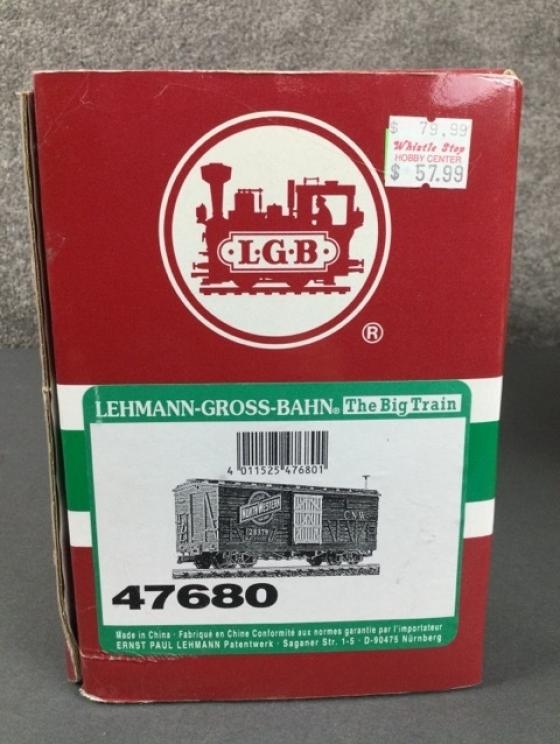 $ 79.99
Whistle Stop
HOBBY CENTER
$ 57.99
·L·G·B·
®
LEHMANN-GROSS-BAHN® The Big Train
4 011525 476801
NORTH WESTERN
C.N.W.
47680
Made in China · Fabriqué en Chine Conformité aux normes garantie par l'importateur
ERNST PAUL LEHMANN Patentwerk · Saganer Str. 1-5 · D-90475 Nürnberg